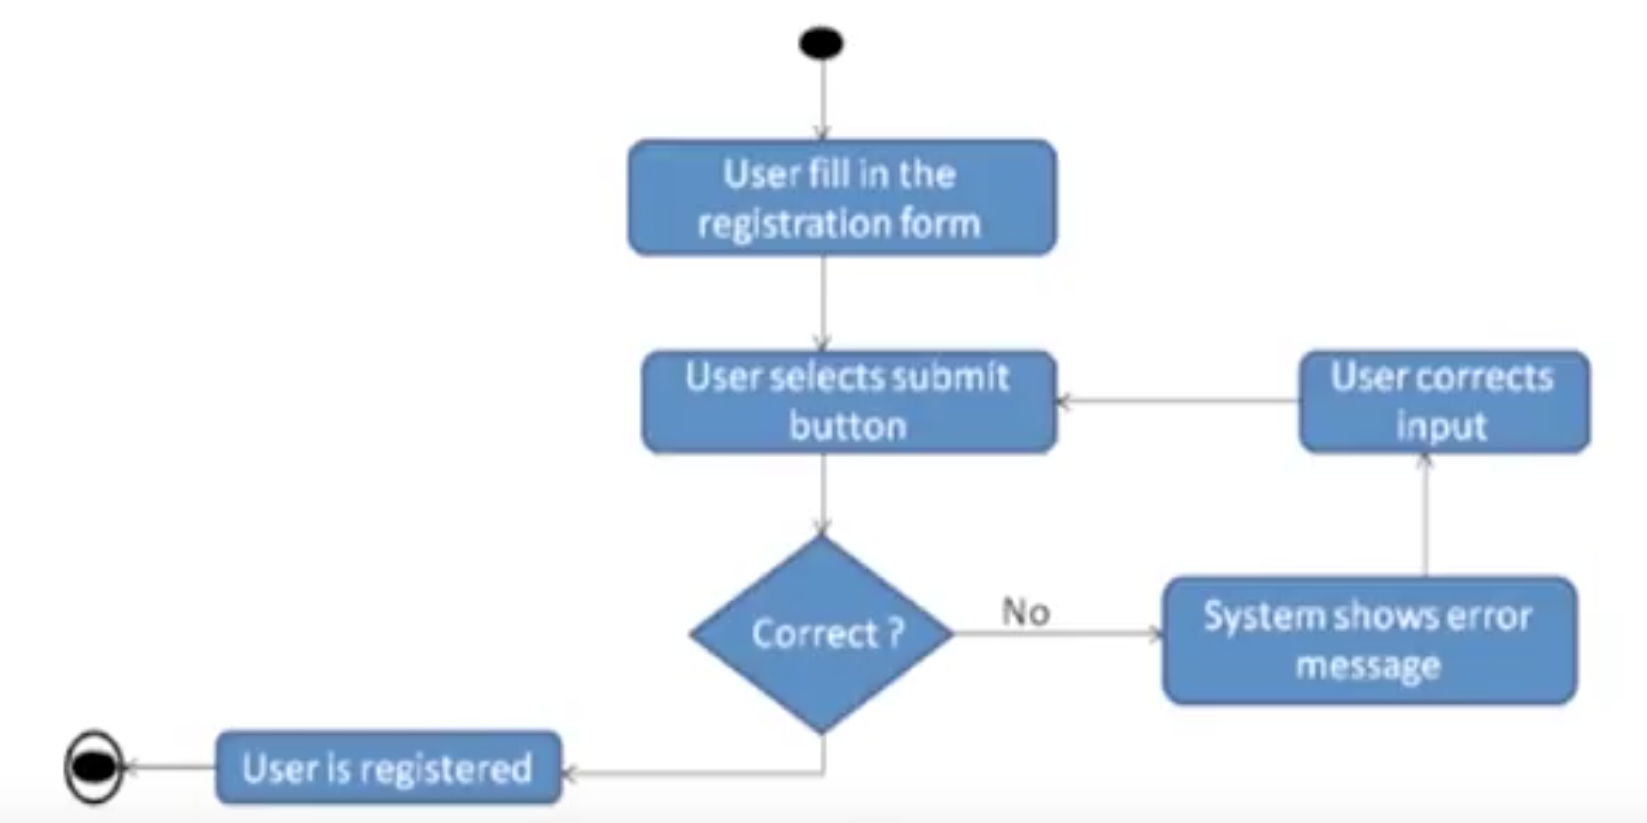 User fill in the
registration form
User selects submit
button
User corrects
input
Correct ?
No
System shows error
message
User is registered